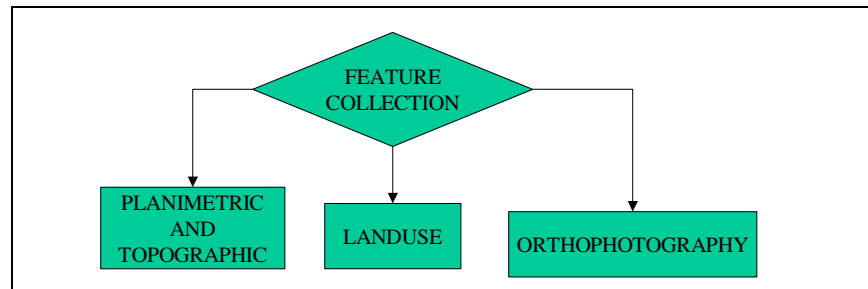 FEATURE
COLLECTION
PLANIMETRIC
AND
TOPOGRAPHIC
LANDUSE
ORTHOPHOTOGRAPHY